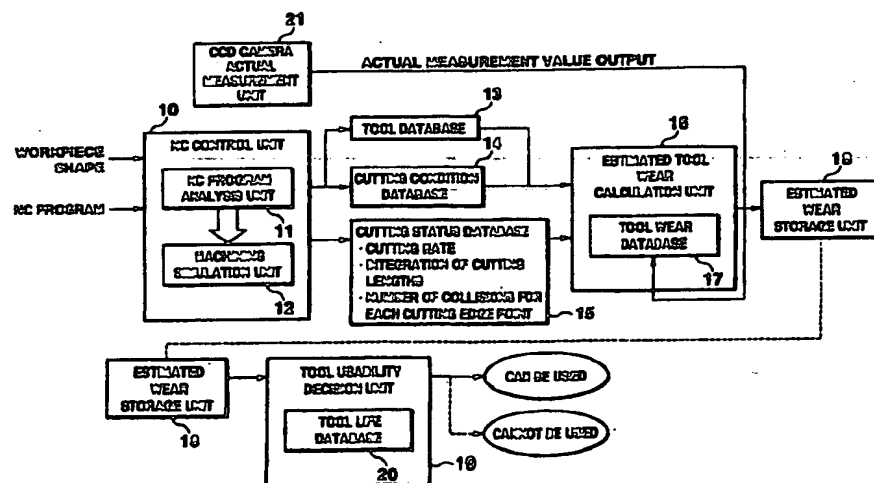 21
CCD CAMERA
ACTUAL
MEASUREMENT
UNIT
ACTUAL MEASUREMENT VALUE OUTPUT
10
WORKPIECE
SHAPE
NC PROGRAM
NC CONTROL UNIT
NC PROGRAM
ANALYSIS UNIT
11
MACHINING
SIMULATION UNIT
12
13
TOOL DATABASE
14
CUTTING CONDITION
DATABASE
CUTTING STATUS DATABASE
· CUTTING RATE
· INTEGRATION OF CUTTING
LENGTHS
· NUMBER OF COLLISIONS FOR
EACH CUTTING EDGE POINT
15
16
ESTIMATED TOOL
WEAR
CALCULATION UNIT
TOOL WEAR
DATABASE
17
ESTIMATED
WEAR
STORAGE UNIT
ESTIMATED
WEAR
STORAGE UNIT
TOOL USABILITY
DECISION UNIT
TOOL LIFE
DATABASE
20
CAN BE USED
CANNOT BE USED